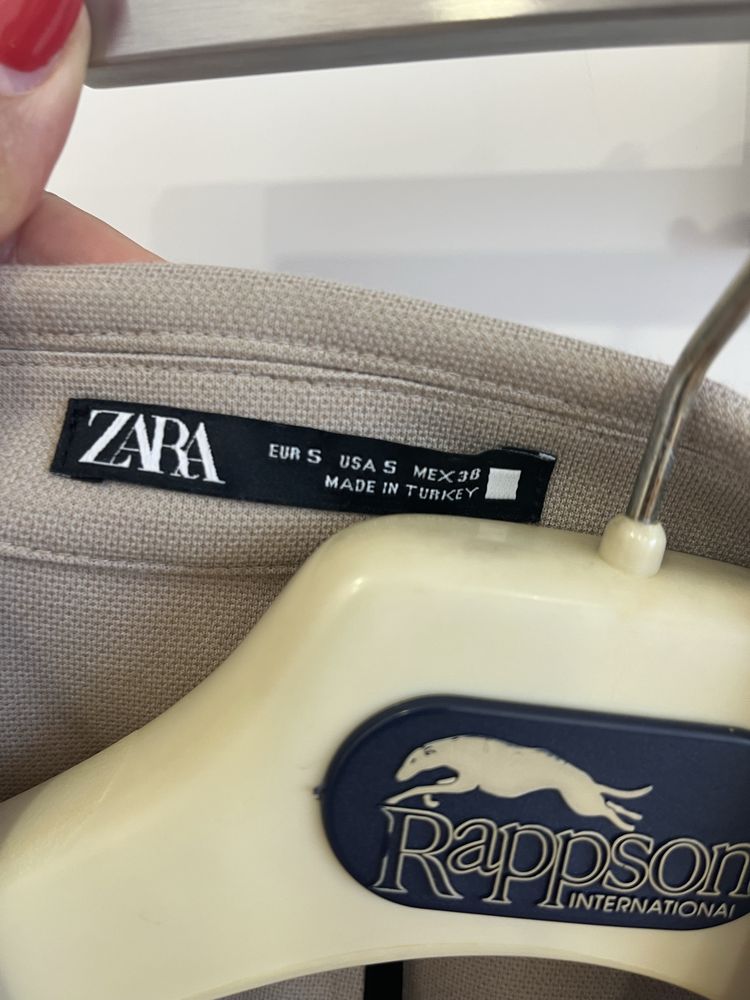 ZARA
EUR S USA S MEX 38
MADE IN TURKEY
Rappson
INTERNATIONAL